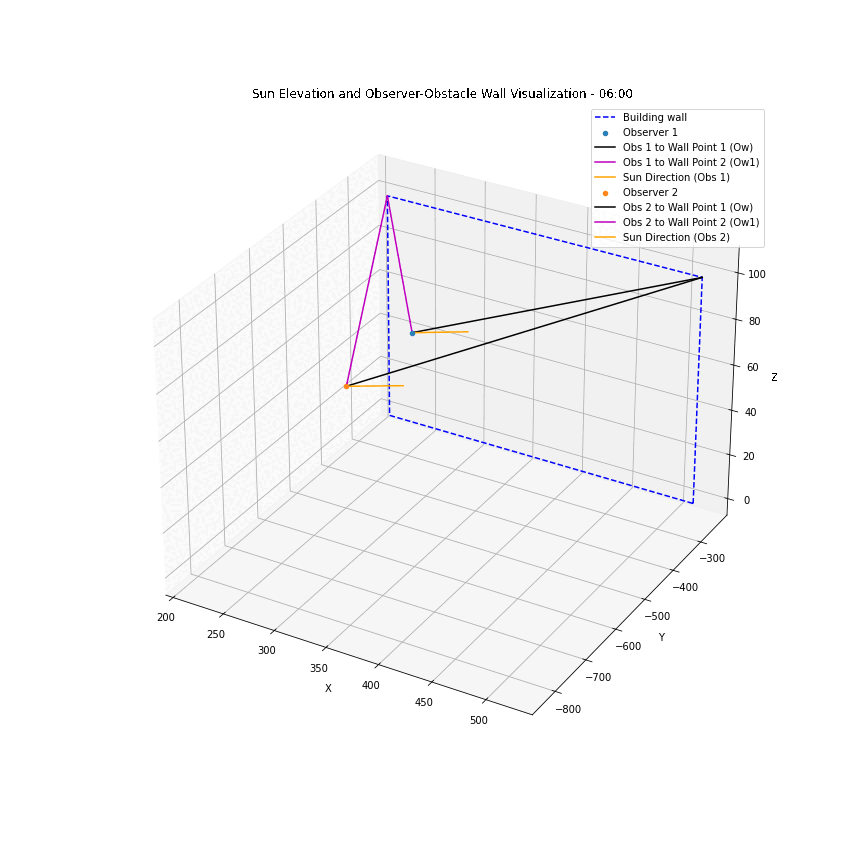 Sun Elevation and Observer-Obstacle Wall Visualization - 06:00
Building wall
Observer 1
Obs 1 to Wall Point 1 (Ow)
Obs 1 to Wall Point 2 (Ow1)
Sun Direction (Obs 1)
Observer 2
Obs 2 to Wall Point 1 (Ow)
Obs 2 to Wall Point 2 (Ow1)
Sun Direction (Obs 2)
100
80
60
Z
40
20
0
−300
−400
−500
−600
Y
−700
−800
200
250
300
350
X
400
450
500